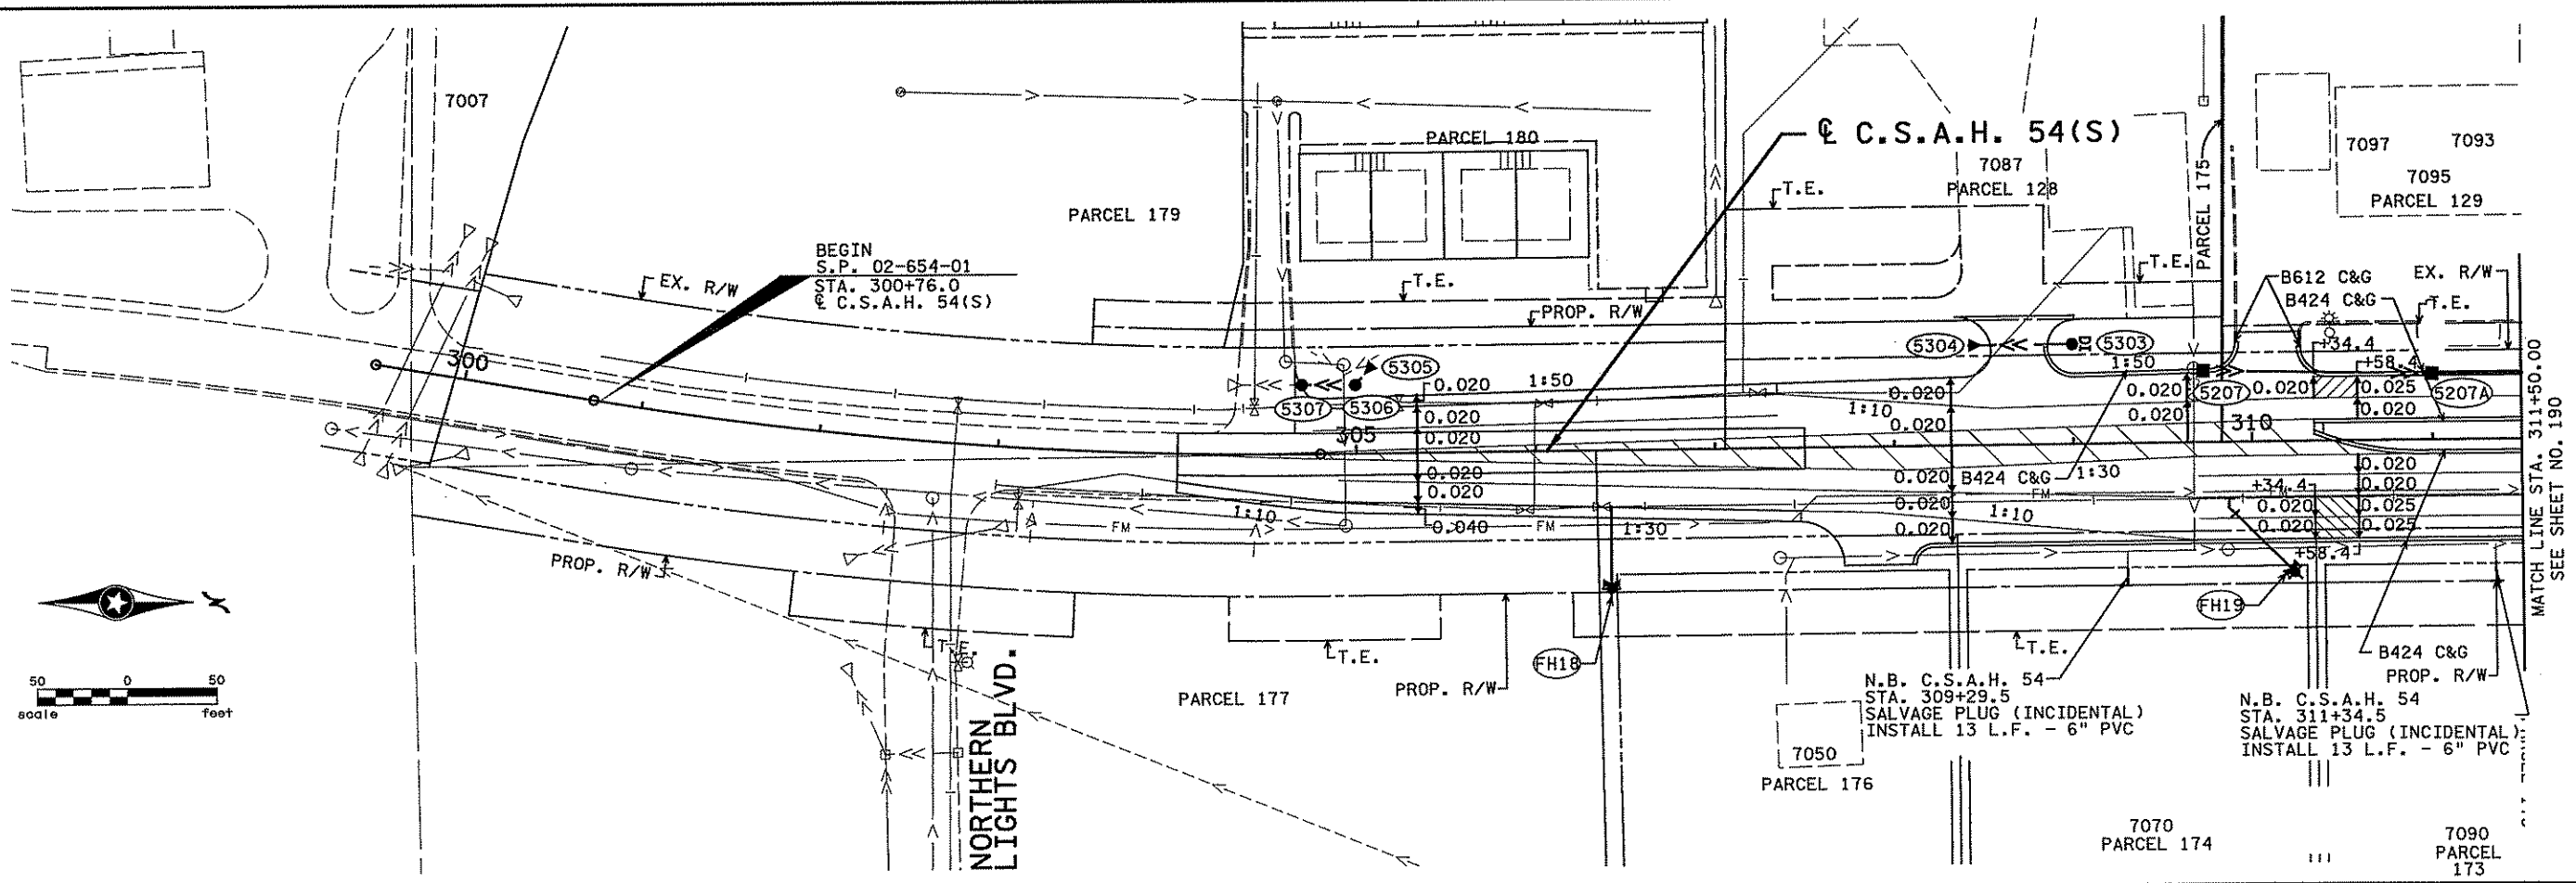 7007
BEGIN
S.P. 02-654-01
STA. 300+76.0
℄ C.S.A.H. 54(S)
EX. R/W
300
PARCEL 179
PARCEL 180
T.E.
PROP. R/W
℄ C.S.A.H. 54(S)
7087
PARCEL 128
T.E.
T.E.
PARCEL 175
7097
7093
7095
PARCEL 129
B612 C&G
B424 C&G
EX. R/W
T.E.
5304
5303
5305
5307
5306
1:50
+34.4
+58.4
5207
5207A
0.020
1:50
0.020
0.020
0.020
0.020
0.040
305
1:10
1:30
FM
FM
1:10
0.020
0.020
0.020
0.020
0.020
B424 C&G
1:30
FM
1:10
0.020
0.020
0.020
0.025
0.020
310
0.020
0.020
0.025
0.025
+34.4
0.020
0.020
+58.4
MATCH LINE STA. 311+50.00
SEE SHEET NO. 190
PROP. R/W
T.E.
NORTHERN
LIGHTS BLVD.
PARCEL 177
T.E.
PROP. R/W
FH18
T.E.
FH19
B424 C&G
PROP. R/W
N.B. C.S.A.H. 54
STA. 309+29.5
SALVAGE PLUG (INCIDENTAL)
INSTALL 13 L.F. - 6" PVC
N.B. C.S.A.H. 54
STA. 311+34.5
SALVAGE PLUG (INCIDENTAL)
INSTALL 13 L.F. - 6" PVC
7050
PARCEL 176
7070
PARCEL 174
7090
PARCEL
173
50 0 50
scale feet